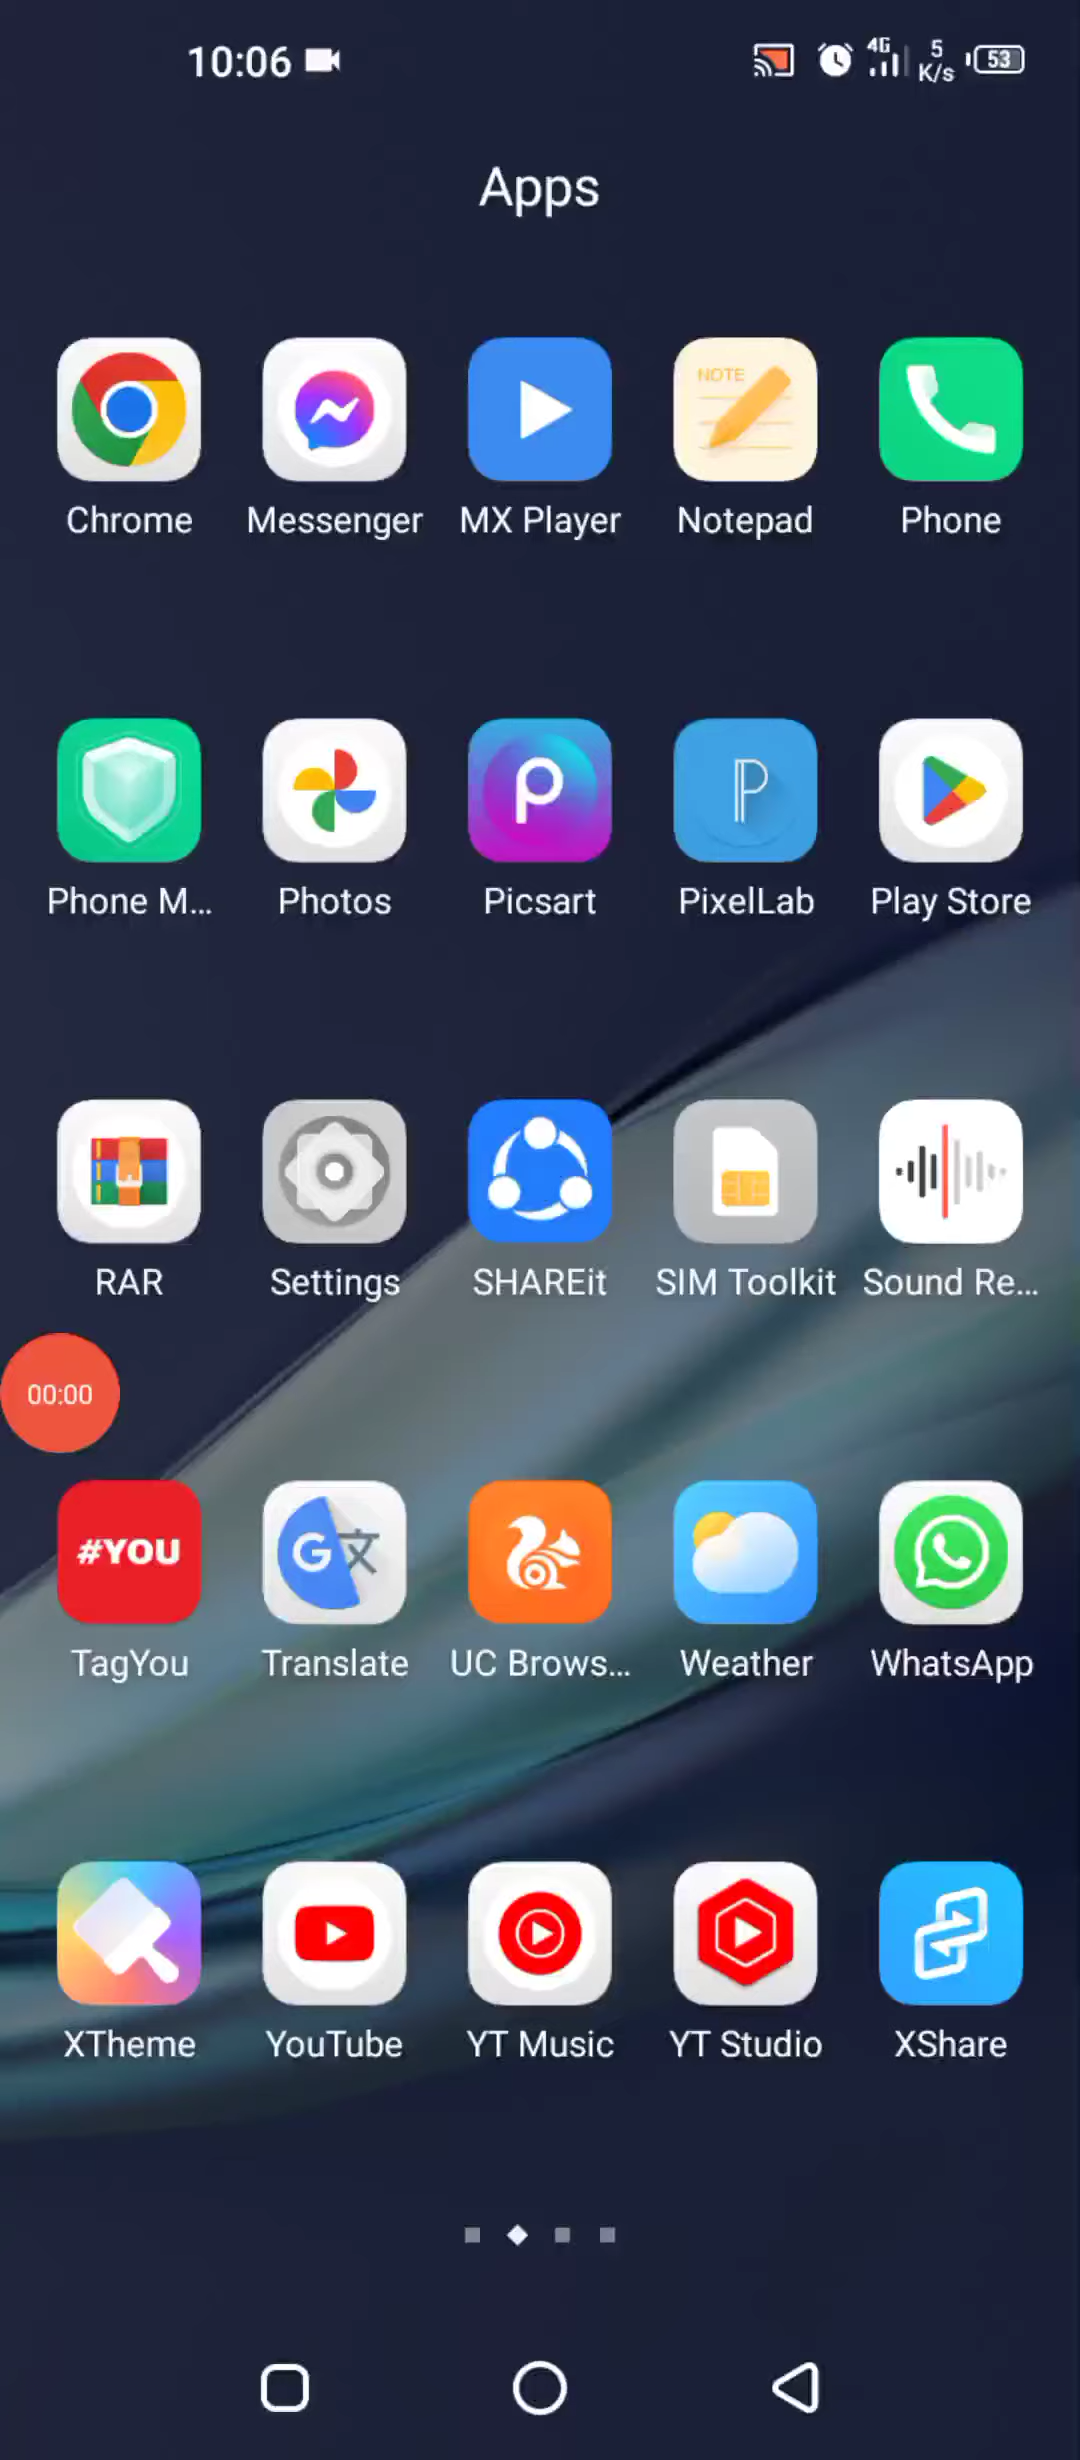 10:06 4G 5 K/s 53
Apps
NOTE
Chrome Messenger MX Player Notepad Phone
Phone M... Photos Picsart PixelLab Play Store
RAR Settings SHAREit SIM Toolkit Sound Re...
00:00
#YOU G 文
TagYou Translate UC Brows... Weather WhatsApp
XTheme YouTube YT Music YT Studio XShare